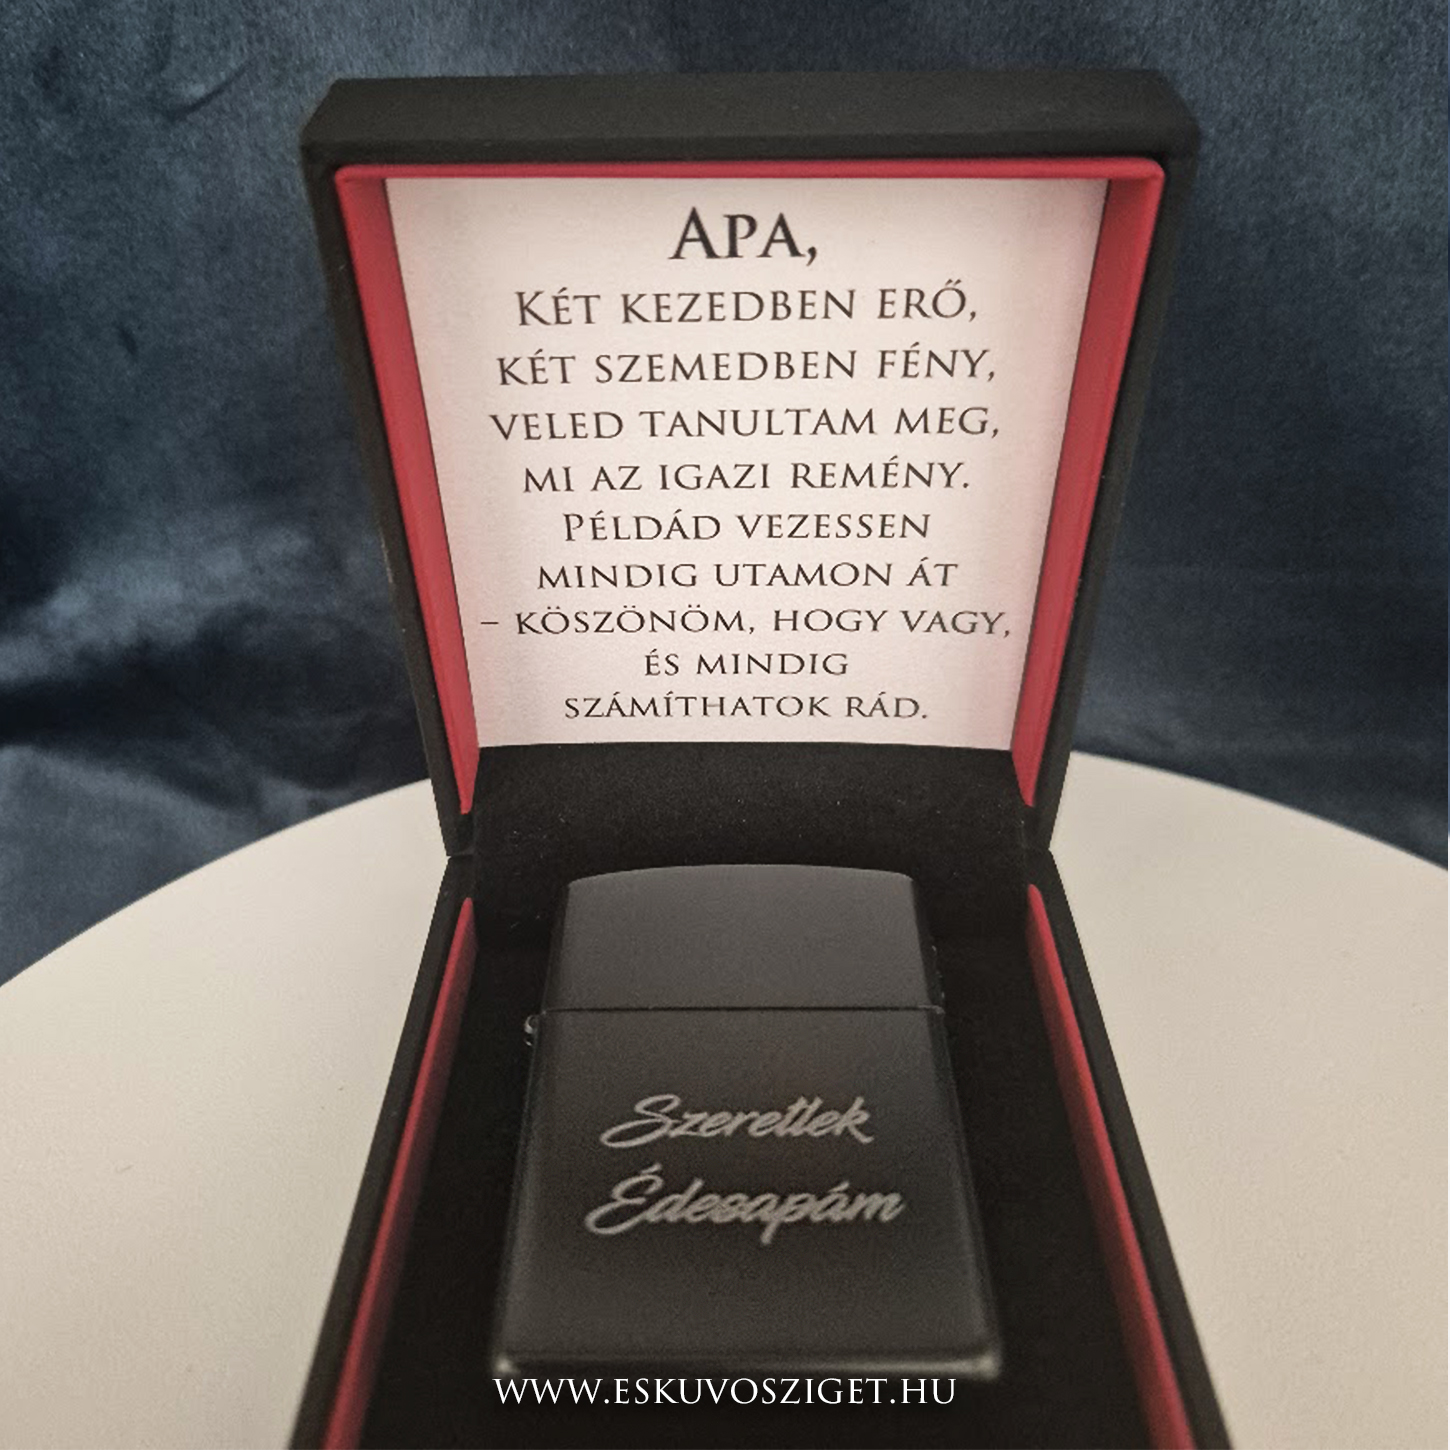 APA,
KÉT KEZEDBEN ERŐ,
KÉT SZEMEDBEN FÉNY,
VELED TANULTAM MEG,
MI AZ IGAZI REMÉNY.
PÉLDÁD VEZESSEN
MINDIG UTAMON ÁT
– KÖSZÖNÖM, HOGY VAGY,
ÉS MINDIG
SZÁMÍTHATOK RÁD.
Szeretlek
Édesapám
WWW.ESKUVOSZIGET.HU